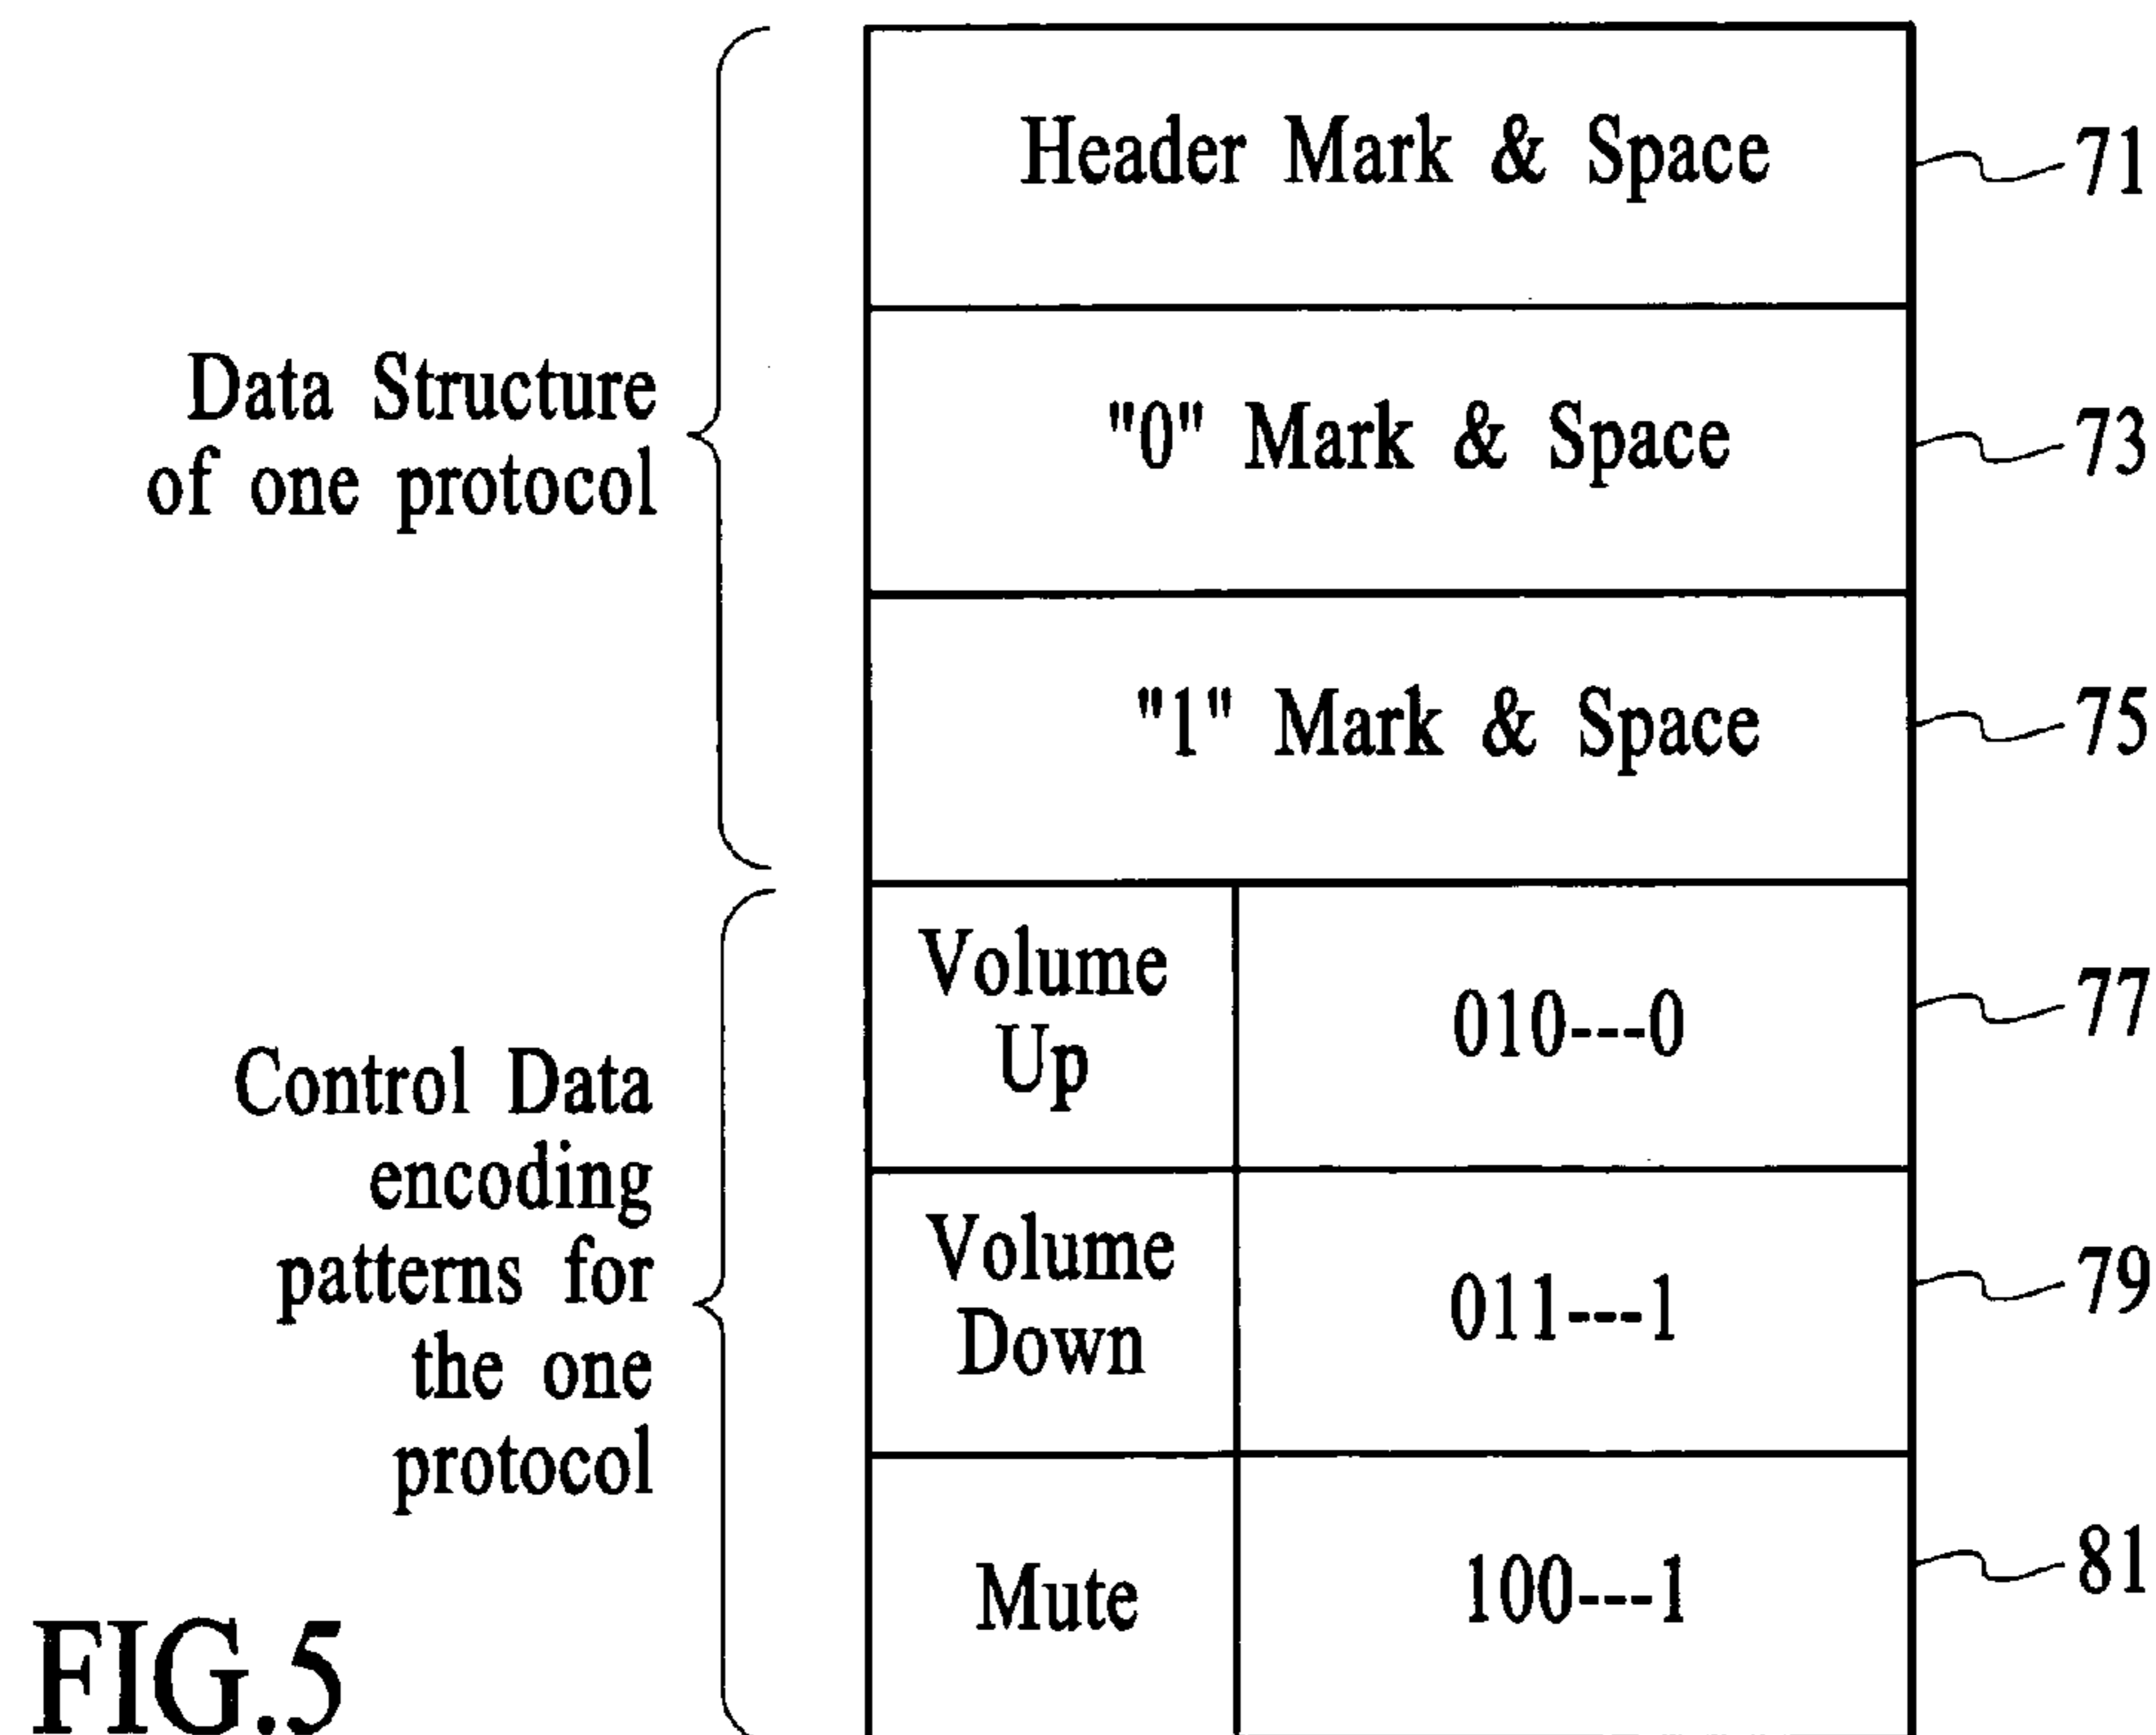 Data Structure
of one protocol
Header Mark & Space
71
"0" Mark & Space
73
"1" Mark & Space
75
Control Data
encoding
patterns for
the one
protocol
Volume
Up
010---0
77
Volume
Down
011---1
79
Mute
100---1
81
FIG.5